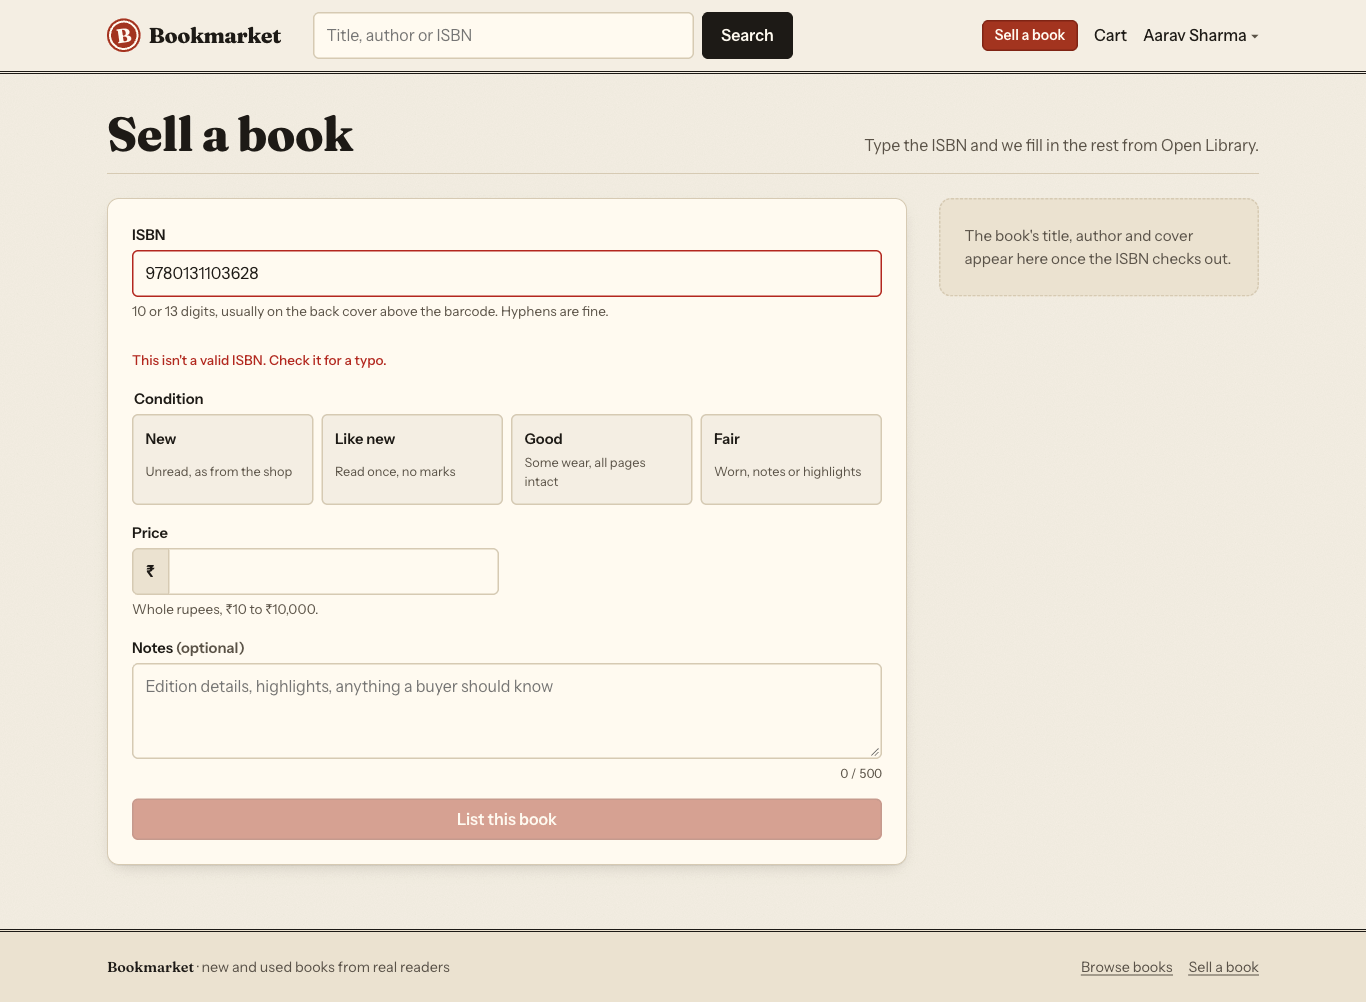 B Bookmarket
Title, author or ISBN
Search
Sell a book
Cart
Aarav Sharma
Sell a book
Type the ISBN and we fill in the rest from Open Library.
ISBN
9780131103628
10 or 13 digits, usually on the back cover above the barcode. Hyphens are fine.
This isn't a valid ISBN. Check it for a typo.
The book's title, author and cover
appear here once the ISBN checks out.
Condition
New
Unread, as from the shop
Like new
Read once, no marks
Good
Some wear, all pages
intact
Fair
Worn, notes or highlights
Price
₹
Whole rupees, ₹10 to ₹10,000.
Notes (optional)
Edition details, highlights, anything a buyer should know
0 / 500
List this book
Bookmarket · new and used books from real readers
Browse books
Sell a book